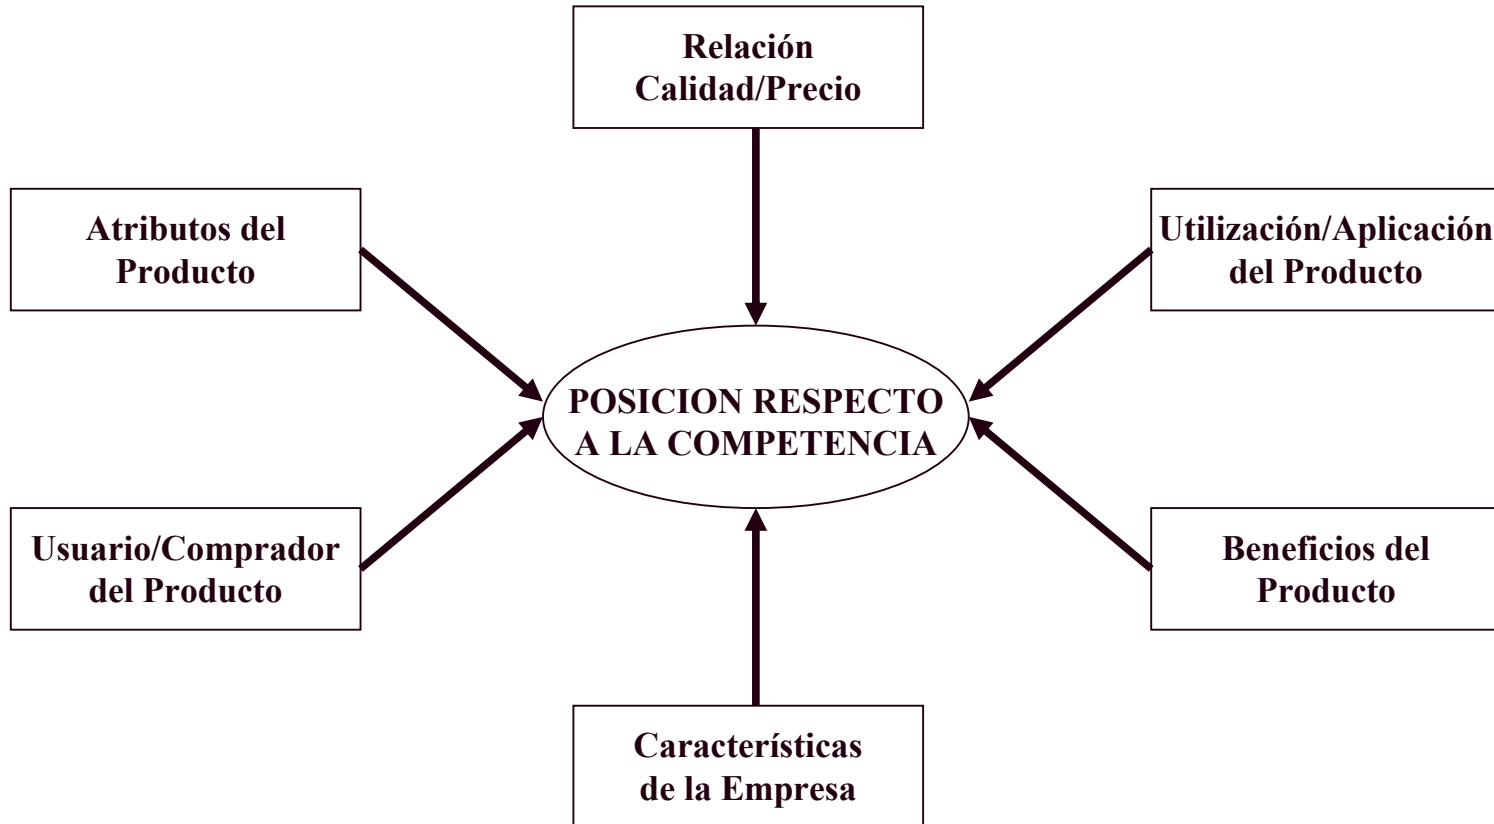 Relación
Calidad/Precio
Atributos del
Producto
Utilización/Aplicación
del Producto
POSICION RESPECTO
A LA COMPETENCIA
Usuario/Comprador
del Producto
Beneficios del
Producto
Características
de la Empresa